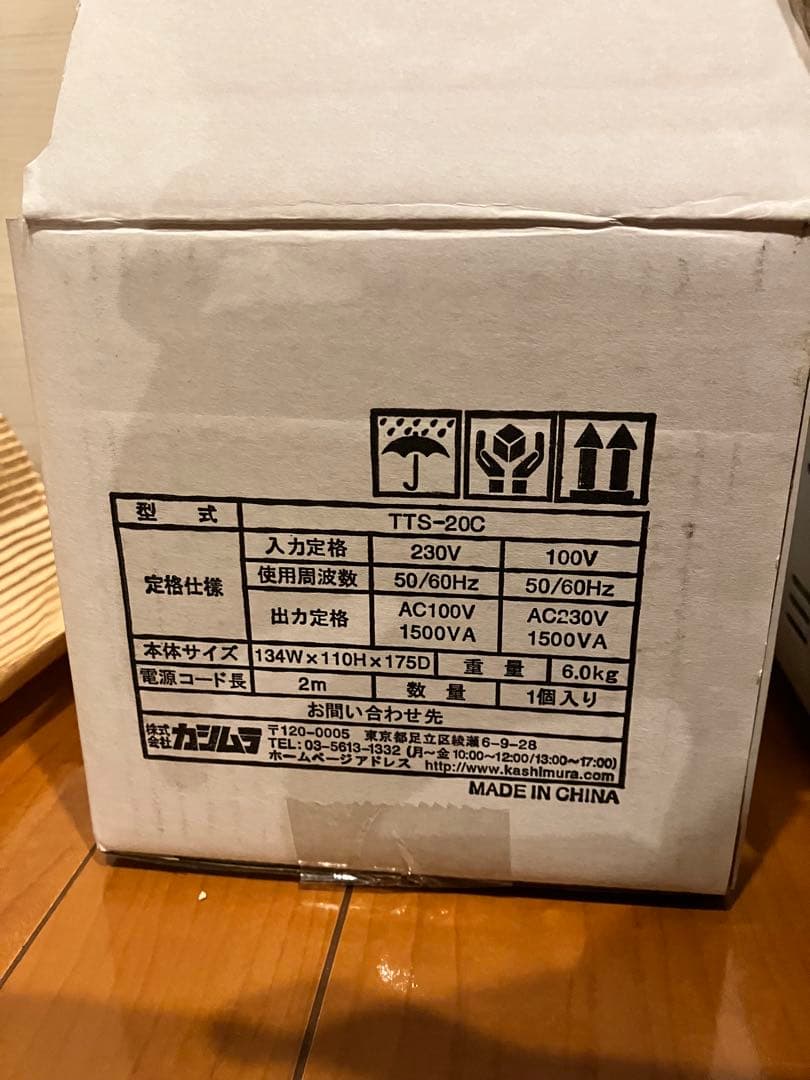 型 式 TTS-20C
定格仕様 入力定格 230V 100V
使用周波数 50/60Hz 50/60Hz
出力定格 AC100V 1500VA AC230V 1500VA
本体サイズ 134W×110H×175D 重 量 6.0kg
電源コード長 2m 数 量 1個入り
お問い合わせ先
株式会社カシムラ 〒120-0005 東京都足立区綾瀬6-9-28
TEL: 03-5613-1332 (月~金 10:00~12:00/13:00~17:00)
ホームページアドレス http://www.kashimura.com
MADE IN CHINA